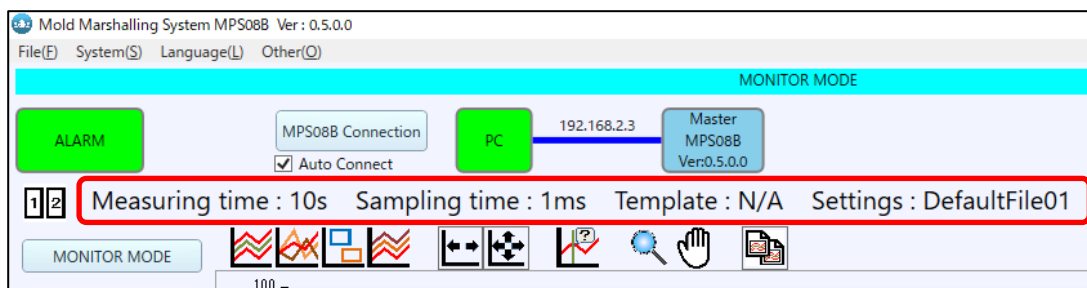 Mold Marshalling System MPS08B Ver : 0.5.0.0
File(F) System(S) Language(L) Other(O)
MONITOR MODE
ALARM
MPS08B Connection
Auto Connect
PC
192.168.2.3
Master
MPS08B
Ver:0.5.0.0
1 2
Measuring time : 10s Sampling time : 1ms Template : N/A Settings : DefaultFile01
MONITOR MODE
?
100